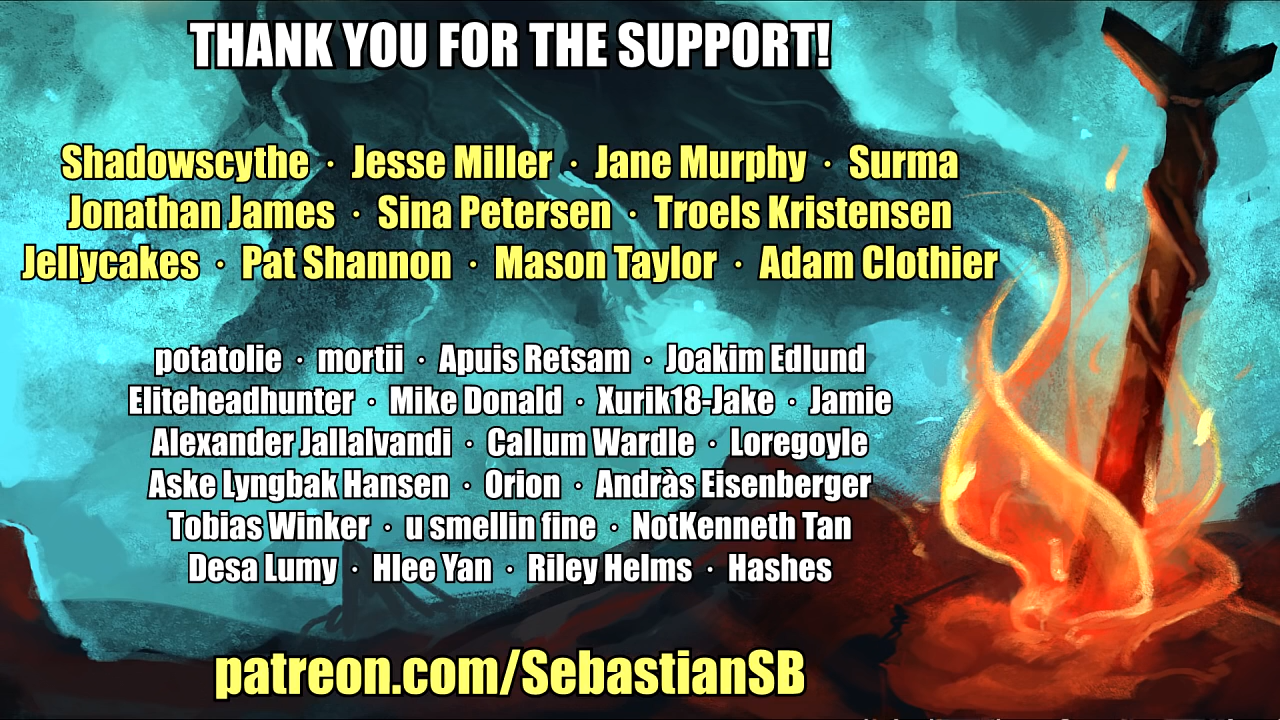 THANK YOU FOR THE SUPPORT!
Shadowscythe · Jesse Miller · Jane Murphy · Surma
Jonathan James · Sina Petersen · Troels Kristensen
Jellycakes · Pat Shannon · Mason Taylor · Adam Clothier
potatolie · mortii · Apuis Retsam · Joakim Edlund
Eliteheadhunter · Mike Donald · Xurik18-Jake · Jamie
Alexander Jallalvandi · Callum Wardle · Loregoyle
Aske Lyngbak Hansen · Orion · Andràs Eisenberger
Tobias Winker · u smellin fine · NotKenneth Tan
Desa Lumy · Hlee Yan · Riley Helms · Hashes
patreon.com/SebastianSB